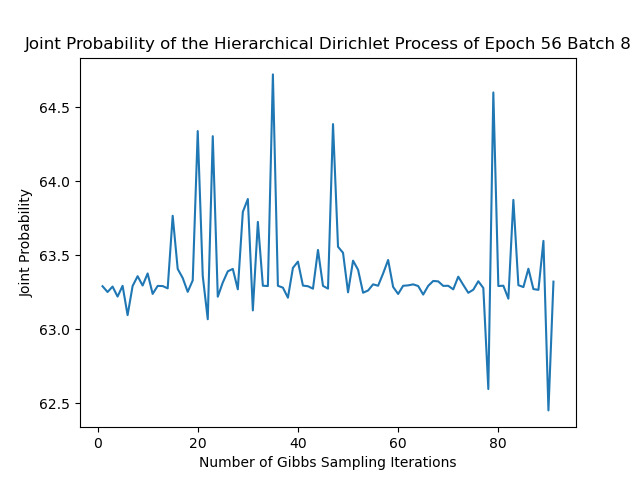 Joint Probability of the Hierarchical Dirichlet Process of Epoch 56 Batch 8
64.5
64.0
63.5
63.0
62.5
Joint Probability
0 20 40 60 80
Number of Gibbs Sampling Iterations